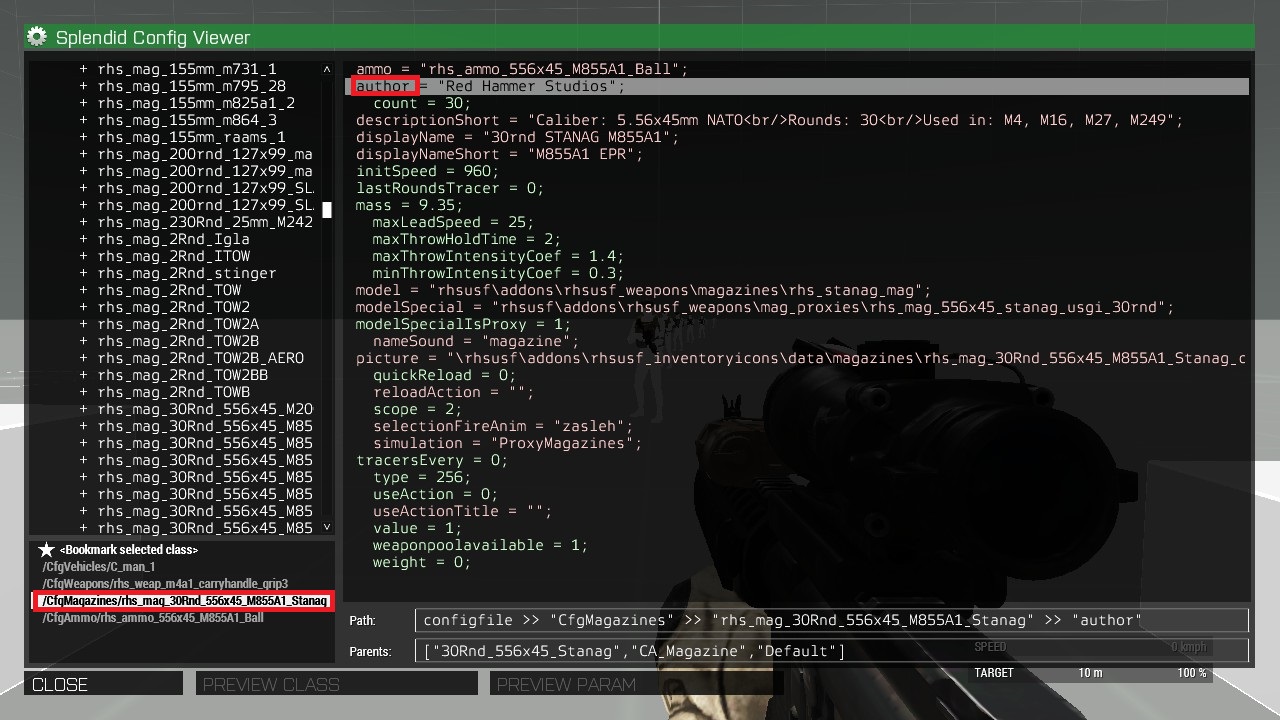 Splendid Config Viewer
+ rhs_mag_155mm_m731_1
+ rhs_mag_155mm_m795_28
+ rhs_mag_155mm_m825a1_2
+ rhs_mag_155mm_m864_3
+ rhs_mag_155mm_raams_1
+ rhs_mag_200rnd_127x99_ma
+ rhs_mag_200rnd_127x99_ma
+ rhs_mag_200rnd_127x99_SL
+ rhs_mag_200rnd_127x99_SL
+ rhs_mag_230Rnd_25mm_M242
+ rhs_mag_2Rnd_Igla
+ rhs_mag_2Rnd_ITOW
+ rhs_mag_2Rnd_stinger
+ rhs_mag_2Rnd_TOW
+ rhs_mag_2Rnd_TOW2
+ rhs_mag_2Rnd_TOW2A
+ rhs_mag_2Rnd_TOW2B
+ rhs_mag_2Rnd_TOW2B_AERO
+ rhs_mag_2Rnd_TOW2BB
+ rhs_mag_2Rnd_TOWB
+ rhs_mag_30Rnd_556x45_M20
+ rhs_mag_30Rnd_556x45_M85
+ rhs_mag_30Rnd_556x45_M85
+ rhs_mag_30Rnd_556x45_M85
+ rhs_mag_30Rnd_556x45_M85
+ rhs_mag_30Rnd_556x45_M85
+ rhs_mag_30Rnd_556x45_M85
+ rhs_mag_30Rnd_556x45_M85
<Bookmark selected class>
/CfgVehicles/C_man_1
/CfgWeapons/rhs_weap_m4a1_carryhandle_grip3
/CfgMagazines/rhs_mag_30Rnd_556x45_M855A1_Stanag
/CfgAmmo/rhs_ammo_556x45_M855A1_Ball
ammo = "rhs_ammo_556x45_M855A1_Ball";
author = "Red Hammer Studios";
count = 30;
descriptionShort = "Caliber: 5.56x45mm NATO<br/>Rounds: 30<br/>Used in: M4, M16, M27, M249";
displayName = "30rnd STANAG M855A1";
displayNameShort = "M855A1 EPR";
initSpeed = 960;
lastRoundsTracer = 0;
mass = 9.35;
maxLeadSpeed = 25;
maxThrowHoldTime = 2;
maxThrowIntensityCoef = 1.4;
minThrowIntensityCoef = 0.3;
model = "rhsusf\addons\rhsusf_weapons\magazines\rhs_stanag_mag";
modelSpecial = "rhsusf\addons\rhsusf_weapons\mag_proxies\rhs_mag_556x45_stanag_usgi_30rnd";
modelSpecialIsProxy = 1;
nameSound = "magazine";
picture = "\rhsusf\addons\rhsusf_inventoryicons\data\magazines\rhs_mag_30Rnd_556x45_M855A1_Stanag_c
quickReload = 0;
reloadAction = "";
scope = 2;
selectionFireAnim = "zasleh";
simulation = "ProxyMagazines";
tracersEvery = 0;
type = 256;
useAction = 0;
useActionTitle = "";
value = 1;
weaponpoolavailable = 1;
weight = 0;
Path: configfile >> "CfgMagazines" >> "rhs_mag_30Rnd_556x45_M855A1_Stanag" >> "author"
Parents: ["30Rnd_556x45_Stanag","CA_Magazine","Default"]
SPEED 0 kmph
TARGET 10 m 100 %
CLOSE PREVIEW CLASS PREVIEW PARAM